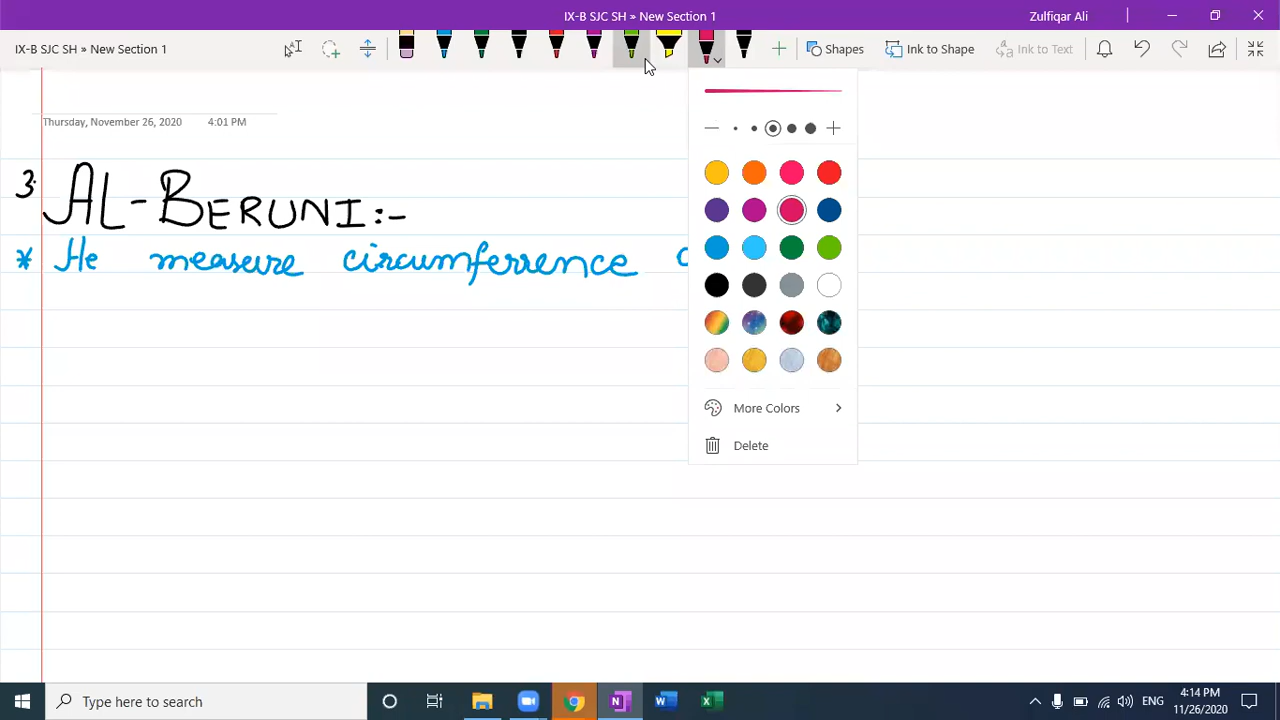 IX-B SJC SH » New Section 1
Zulfiqar Ali
IX-B SJC SH » New Section 1
Shapes
Ink to Shape
Ink to Text
Thursday, November 26, 2020 4:01 PM
3. AL-BERUNI:-
* He measure circumferrence
More Colors
Delete
Type here to search
ENG
4:14 PM
11/26/2020